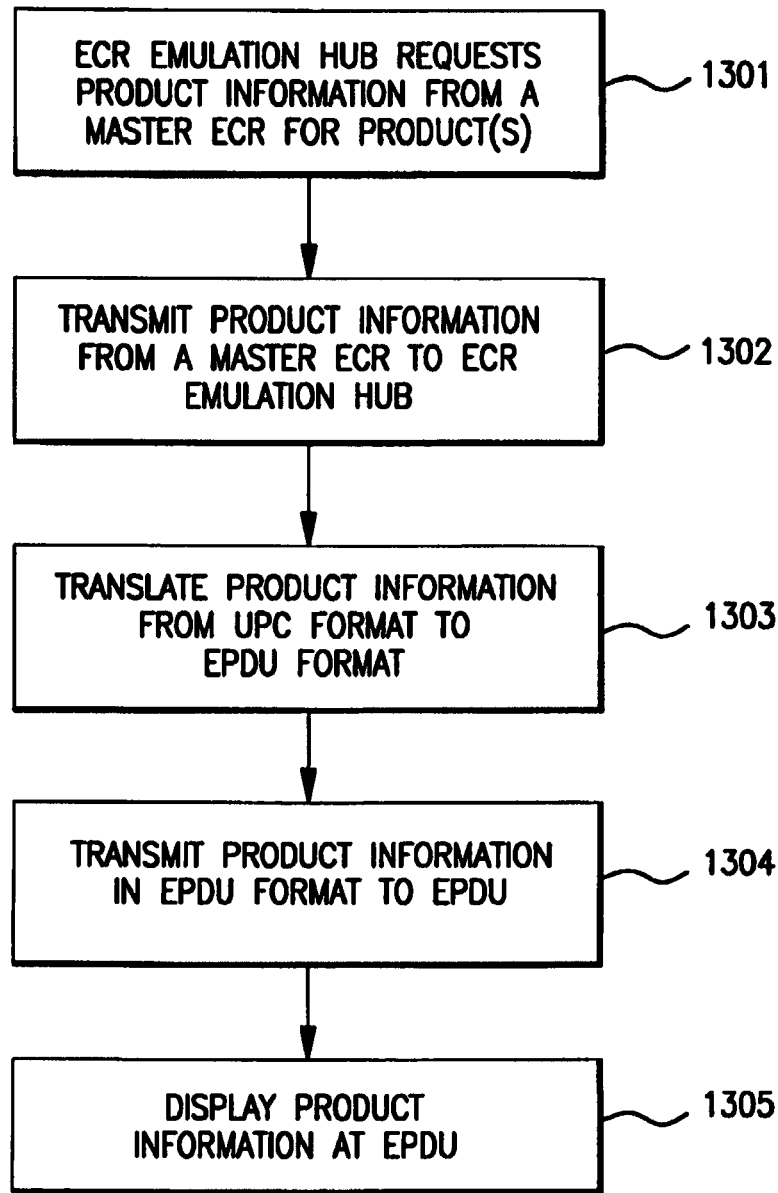 ECR EMULATION HUB REQUESTS
PRODUCT INFORMATION FROM A
MASTER ECR FOR PRODUCT(S)
1301
TRANSMIT PRODUCT INFORMATION
FROM A MASTER ECR TO ECR
EMULATION HUB
1302
TRANSLATE PRODUCT INFORMATION
FROM UPC FORMAT TO
EPDU FORMAT
1303
TRANSMIT PRODUCT INFORMATION
IN EPDU FORMAT TO EPDU
1304
DISPLAY PRODUCT
INFORMATION AT EPDU
1305